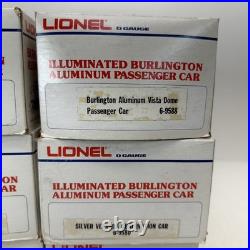 LIONEL O GAUGE
ILLUMINATED BURLINGTON
ALUMINUM PASSENGER CAR
Burlington Aluminum Vista Dome
Passenger Car 6-9588
LIONEL O GAUGE
ILLUMINATED BURLINGTON
ALUMINUM PASSENGER CAR
SILVER CAR